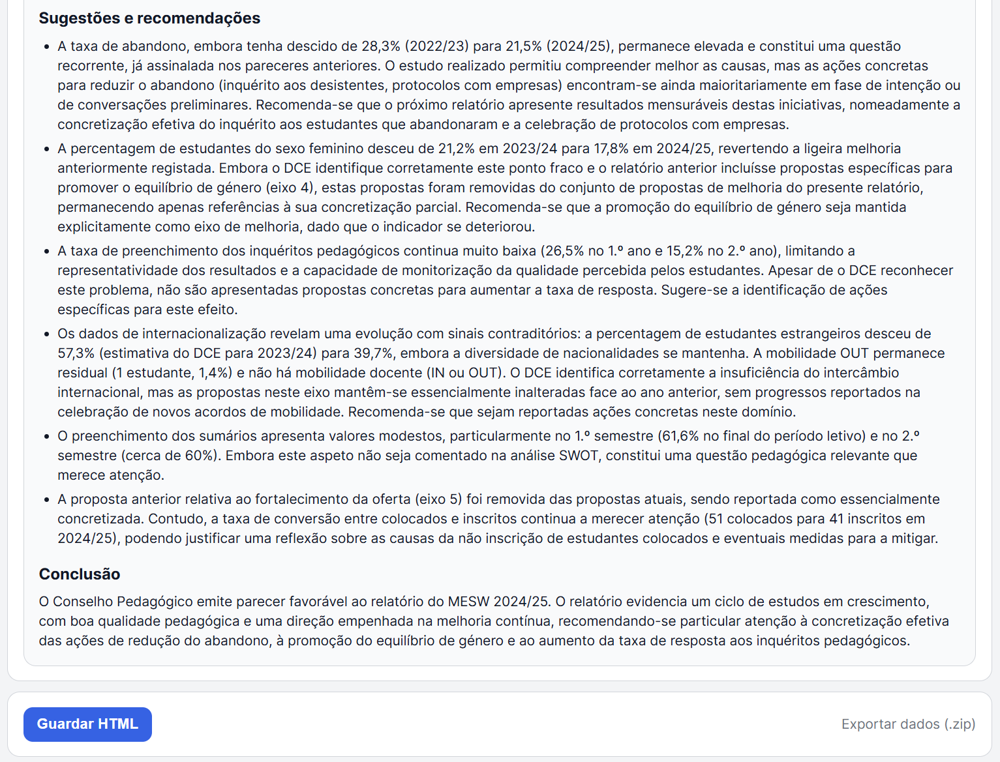 Sugestões e recomendações
• A taxa de abandono, embora tenha descido de 28,3% (2022/23) para 21,5% (2024/25), permanece elevada e constitui uma questão
recorrente, já assinalada nos pareceres anteriores. O estudo realizado permitiu compreender melhor as causas, mas as ações concretas
para reduzir o abandono (inquérito aos desistentes, protocolos com empresas) encontram-se ainda maioritariamente em fase de intenção ou
de conversações preliminares. Recomenda-se que o próximo relatório apresente resultados mensuráveis destas iniciativas, nomeadamente a
concretização efetiva do inquérito aos estudantes que abandonaram e a celebração de protocolos com empresas.
• A percentagem de estudantes do sexo feminino desceu de 21,2% em 2023/24 para 17,8% em 2024/25, revertendo a ligeira melhoria
anteriormente registada. Embora o DCE identifique corretamente este ponto fraco e o relatório anterior incluísse propostas específicas para
promover o equilíbrio de género (eixo 4), estas propostas foram removidas do conjunto de propostas de melhoria do presente relatório,
permanecendo apenas referências à sua concretização parcial. Recomenda-se que a promoção do equilíbrio de género seja mantida
explicitamente como eixo de melhoria, dado que o indicador se deteriorou.
• A taxa de preenchimento dos inquéritos pedagógicos continua muito baixa (26,5% no 1.º ano e 15,2% no 2.º ano), limitando a
representatividade dos resultados e a capacidade de monitorização da qualidade percebida pelos estudantes. Apesar de o DCE reconhecer
este problema, não são apresentadas propostas concretas para aumentar a taxa de resposta. Sugere-se a identificação de ações
específicas para este efeito.
• Os dados de internacionalização revelam uma evolução com sinais contraditórios: a percentagem de estudantes estrangeiros desceu de
57,3% (estimativa do DCE para 2023/24) para 39,7%, embora a diversidade de nacionalidades se mantenha. A mobilidade OUT permanece
residual (1 estudante, 1,4%) e não há mobilidade docente (IN ou OUT). O DCE identifica corretamente a insuficiência do intercâmbio
internacional, mas as propostas neste eixo mantêm-se essencialmente inalteradas face ao ano anterior, sem progressos reportados na
celebração de novos acordos de mobilidade. Recomenda-se que sejam reportadas ações concretas neste domínio.
• O preenchimento dos sumários apresenta valores modestos, particularmente no 1.º semestre (61,6% no final do período letivo) e no 2.º
semestre (cerca de 60%). Embora este aspeto não seja comentado na análise SWOT, constitui uma questão pedagógica relevante que
merece atenção.
• A proposta anterior relativa ao fortalecimento da oferta (eixo 5) foi removida das propostas atuais, sendo reportada como essencialmente
concretizada. Contudo, a taxa de conversão entre colocados e inscritos continua a merecer atenção (51 colocados para 41 inscritos em
2024/25), podendo justificar uma reflexão sobre as causas da não inscrição de estudantes colocados e eventuais medidas para a mitigar.
Conclusão
O Conselho Pedagógico emite parecer favorável ao relatório do MESW 2024/25. O relatório evidencia um ciclo de estudos em crescimento,
com boa qualidade pedagógica e uma direção empenhada na melhoria contínua, recomendando-se particular atenção à concretização efetiva
das ações de redução do abandono, à promoção do equilíbrio de género e ao aumento da taxa de resposta aos inquéritos pedagógicos.
Guardar HTML
Exportar dados (.zip)